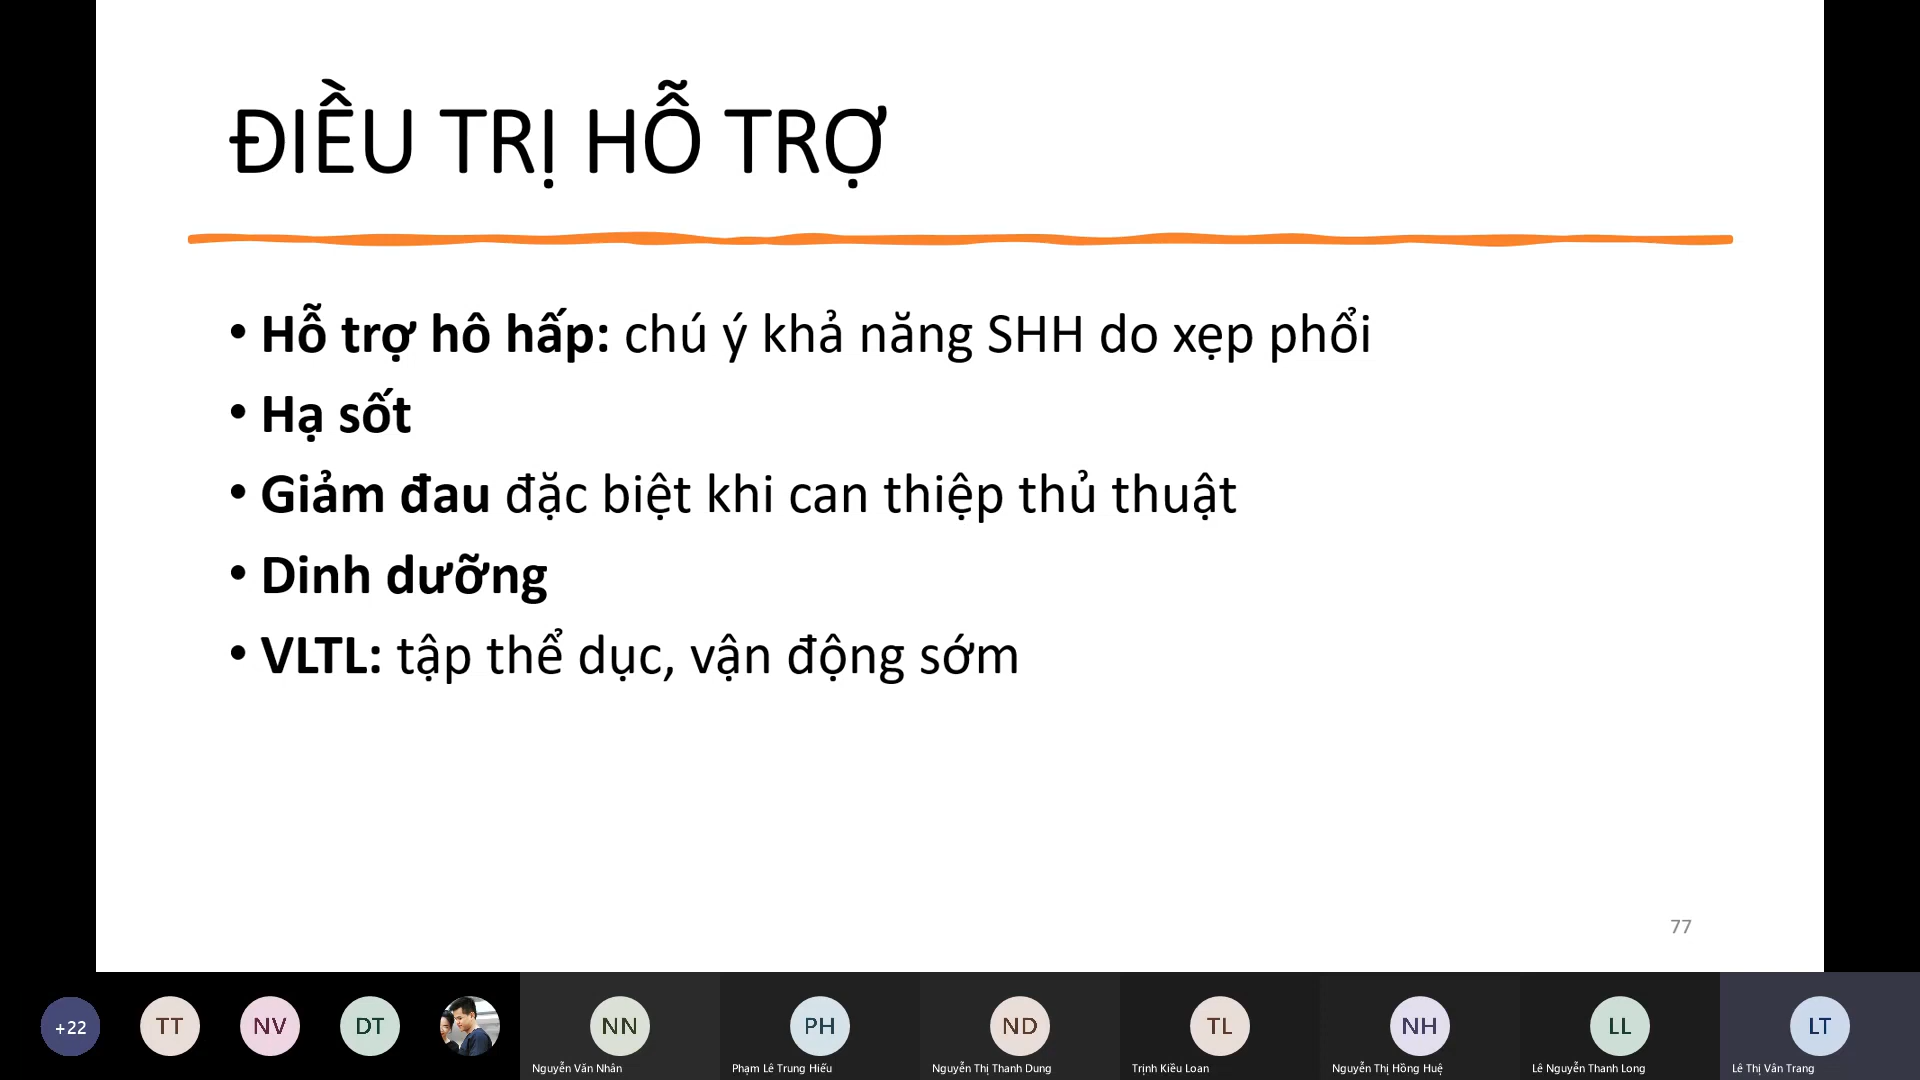 ĐIỀU TRỊ HỖ TRỢ
• Hỗ trợ hô hấp: chú ý khả năng SHH do xẹp phổi
• Hạ sốt
• Giảm đau đặc biệt khi can thiệp thủ thuật
• Dinh dưỡng
• VLTL: tập thể dục, vận động sớm
77
+22
TT
NV
DT
NN
PH
ND
TL
NH
LL
LT
Nguyễn Văn Nhân
Phạm Lê Trung Hiếu
Nguyễn Thị Thanh Dung
Trịnh Kiều Loan
Nguyễn Thị Hồng Huệ
Lê Nguyễn Thanh Long
Lê Thị Vân Trang